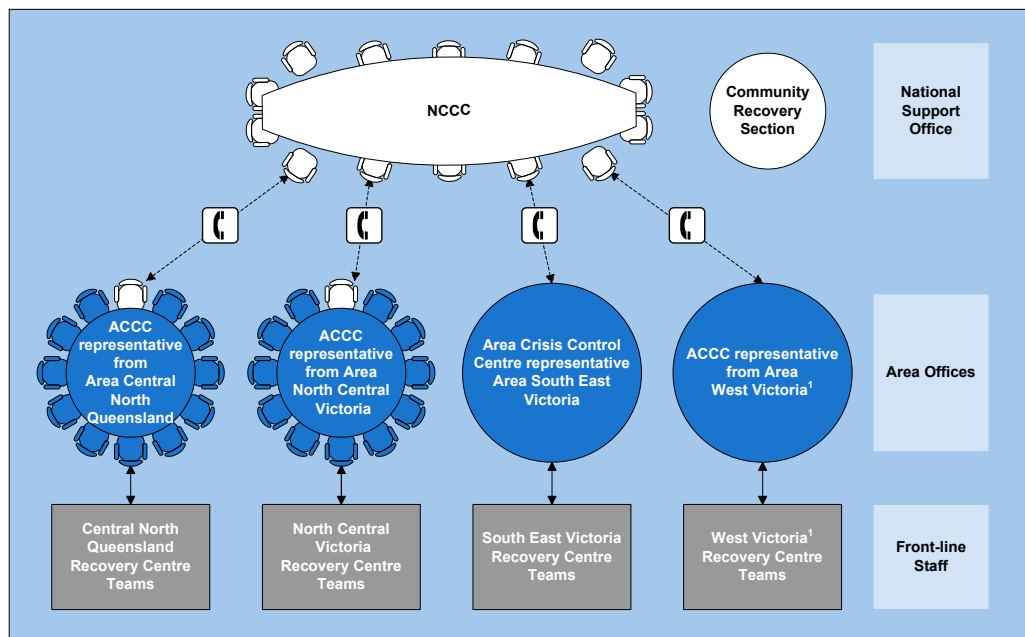 NCCC
Community
Recovery
Section
National
Support
Office
ACCC
representative
from
Area Central
North
Queensland
ACCC
representative
from Area
North Central
Victoria
Area Crisis Control
Centre representative
Area South East
Victoria
ACCC representative
from Area
West Victoria¹
Area Offices
Central North
Queensland
Recovery Centre
Teams
North Central
Victoria
Recovery Centre
Teams
South East Victoria
Recovery Centre
Teams
West Victoria¹
Recovery Centre
Teams
Front-line
Staff